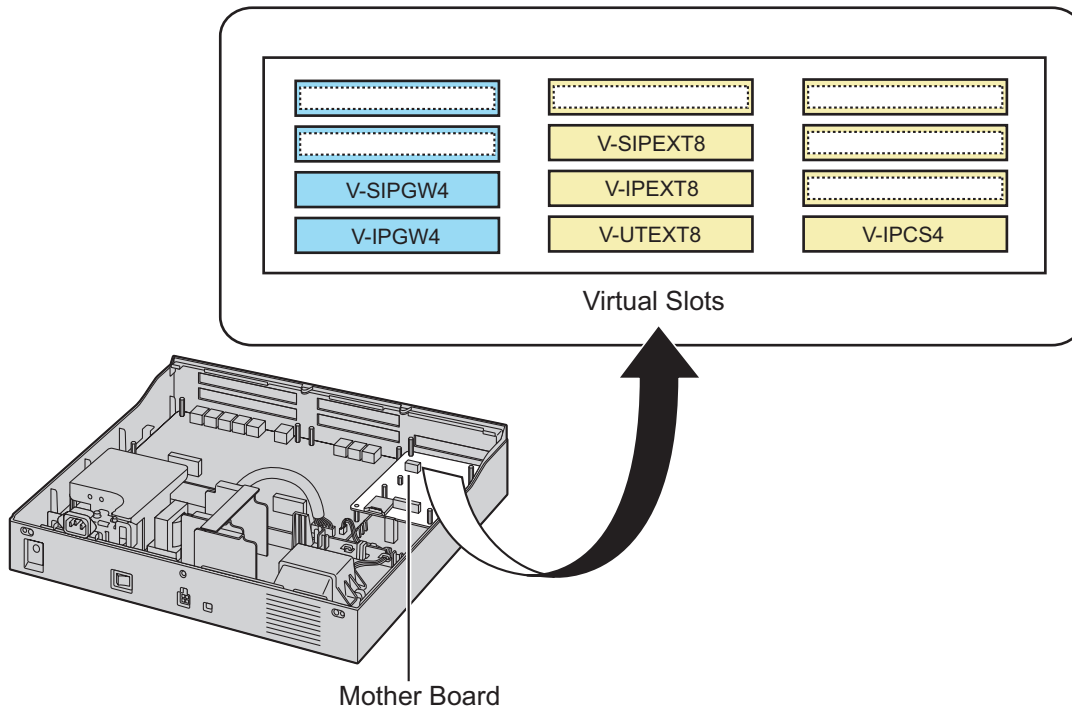 V-SIPEXT8
V-SIPGW4
V-IPEXT8
V-IPGW4
V-UTEXT8
V-IPCS4
Virtual Slots
Mother Board